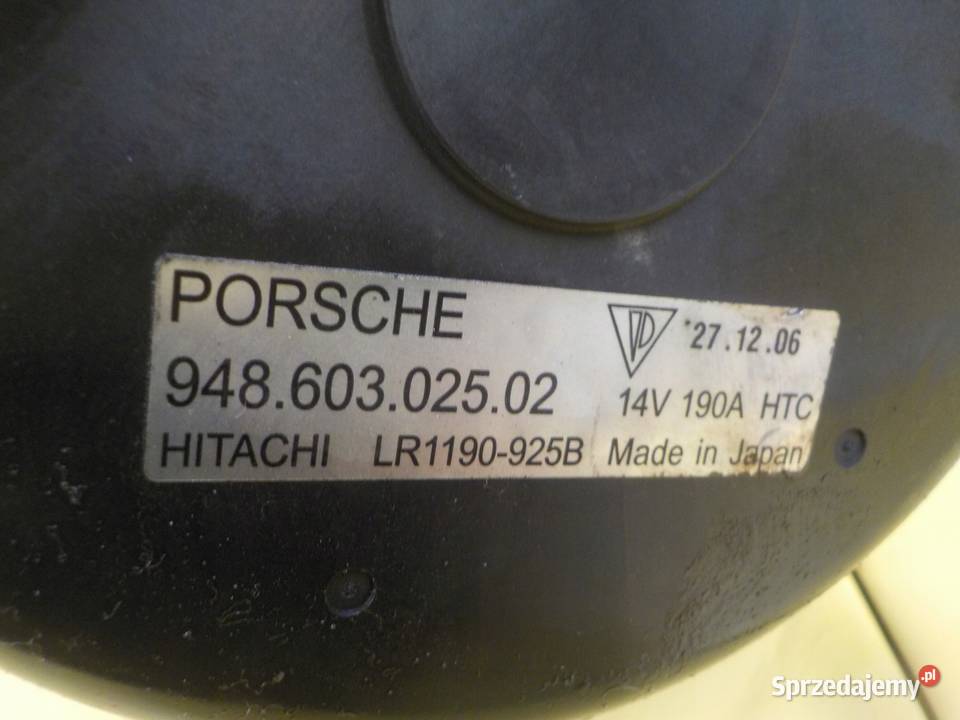 PORSCHE
27.12.06
948.603.025.02
14V 190A HTC
HITACHI LR1190-925B Made in Japan
Sprzedajemy.pl